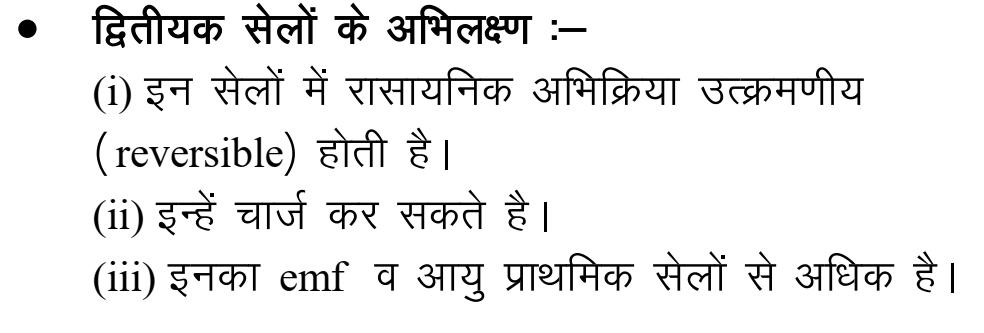 • द्वितीयक सेलों के अभिलक्ष्ण :–
(i) इन सेलों में रासायनिक अभिक्रिया उत्क्रमणीय
(reversible) होती है।
(ii) इन्हें चार्ज कर सकते है।
(iii) इनका emf व आयु प्राथमिक सेलों से अधिक है।